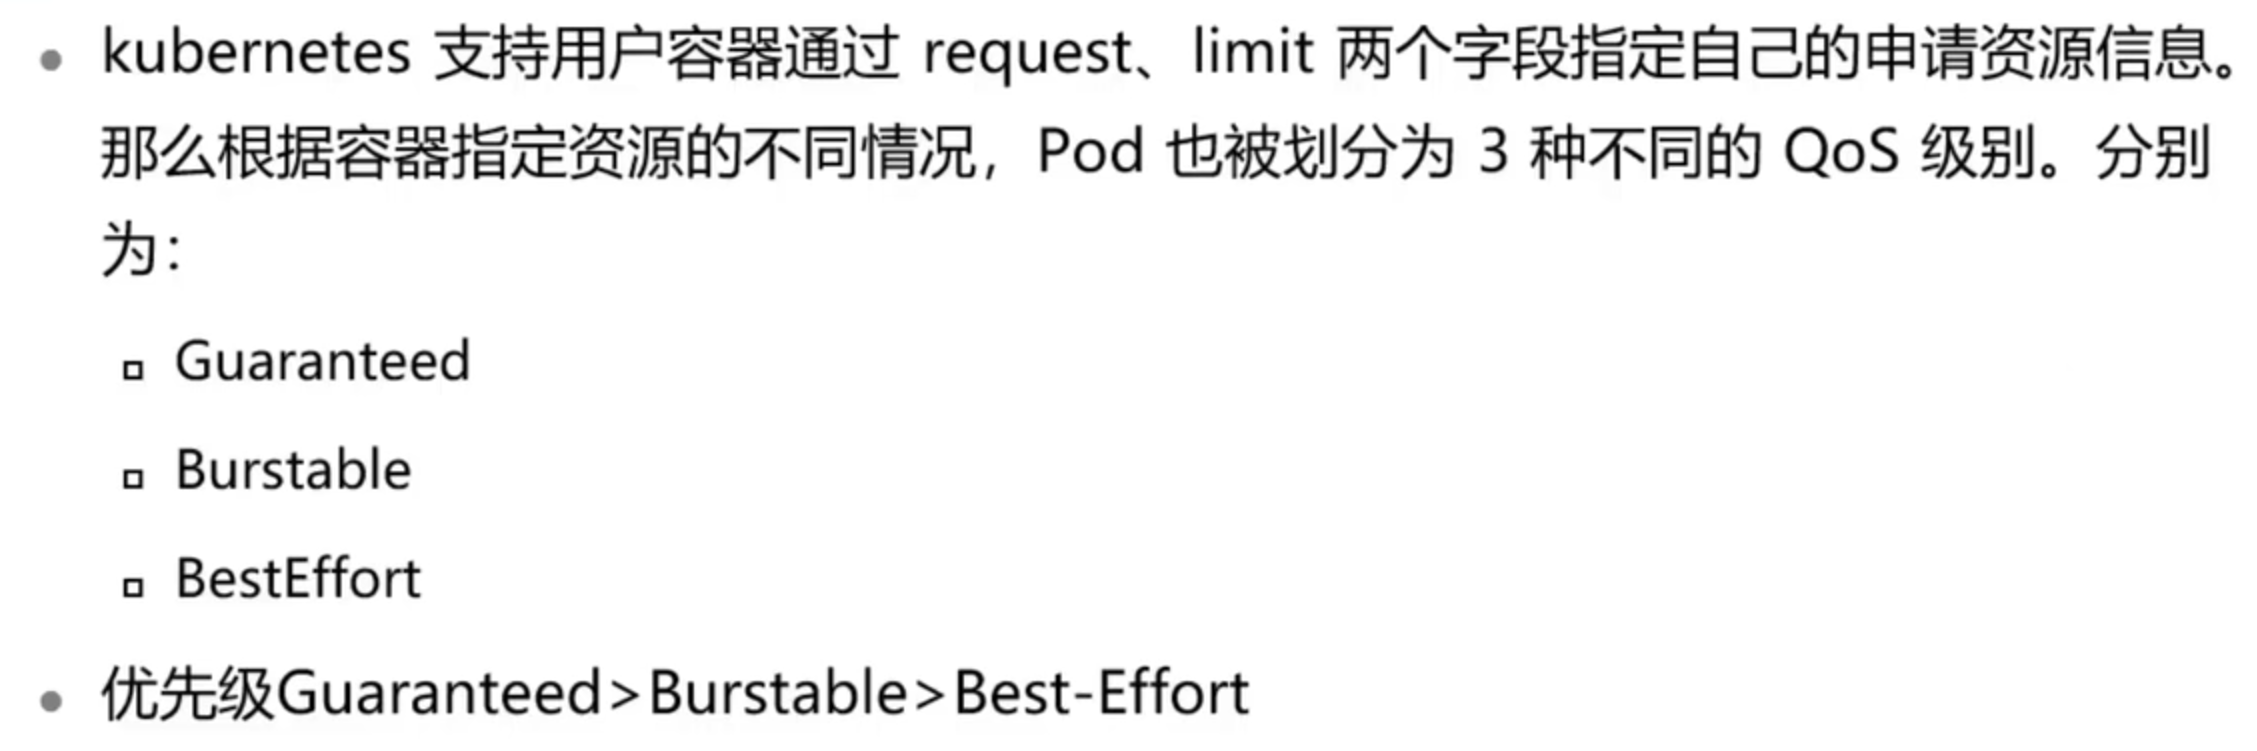 kubernetes 支持用户容器通过 request、limit 两个字段指定自己的申请资源信息。
那么根据容器指定资源的不同情况，Pod 也被划分为 3 种不同的 QoS 级别。分别
为：
Guaranteed
Burstable
BestEffort
优先级Guaranteed>Burstable>Best-Effort